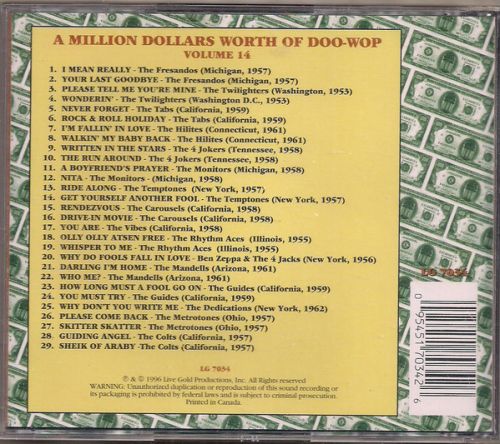 A MILLION DOLLARS WORTH OF DOO-WOP
VOLUME 14
1. I MEAN REALLY - The Fresandos (Michigan, 1957)
2. YOUR LAST GOODBYE - The Fresandos (Michigan, 1957)
3. PLEASE TELL ME YOU'RE MINE - The Twilighters (Washington, 1953)
4. WONDERIN' - The Twilighters (Washington D.C., 1953)
5. NEVER FORGET - The Tabs (California, 1959)
6. ROCK & ROLL HOLIDAY - The Tabs (California, 1959)
7. I'M FALLIN' IN LOVE - The Hilites (Connecticut, 1961)
8. WALKIN' MY BABY BACK - The Hilites (Connecticut, 1961)
9. WRITTEN IN THE STARS - The 4 Jokers (Tennessee, 1958)
10. THE RUN AROUND - The 4 Jokers (Tennessee, 1958)
11. A BOYFRIEND'S PRAYER - The Monitors (Michigan, 1958)
12. NITA - The Monitors - (Michigan, 1958)
13. RIDE ALONG - The Temptones (New York, 1957)
14. GET YOURSELF ANOTHER FOOL - The Temptones (New York, 1957)
15. RENDEZVOUS - The Carousels (California, 1958)
16. DRIVE-IN MOVIE - The Carousels (California, 1958)
17. YOU ARE - The Vibes (California, 1958)
18. OLLY OLLY ATSEN FREE - The Rhythm Aces (Illinois, 1955)
19. WHISPER TO ME - The Rhythm Aces (Illinois, 1955)
20. WHY DO FOOLS FALL IN LOVE - Ben Zeppa & The 4 Jacks (New York, 1956)
21. DARLING I'M HOME - The Mandells (Arizona, 1961)
22. WHO ME? - The Mandells (Arizona, 1961)
23. HOW LONG MUST A FOOL GO ON - The Guides (California, 1959)
24. YOU MUST TRY - The Guides (California, 1959)
25. WHY DON'T YOU WRITE ME - The Dedications (New York, 1962)
26. PLEASE COME BACK - The Metrotones (Ohio, 1957)
27. SKITTER SKATTER - The Metrotones (Ohio, 1957)
28. GUIDING ANGEL - The Colts (California, 1957)
29. SHEIK OF ARABY - The Colts (California, 1957)
LG 7034
℗ & © 1996 Live Gold Productions, Inc. All rights reserved
WARNING: Unauthorized duplication or reproduction of this sound recording or
its packaging is prohibited by federal laws and is subject to criminal prosecution.
Printed in Canada.
LG 7034
0 95451 70342 6